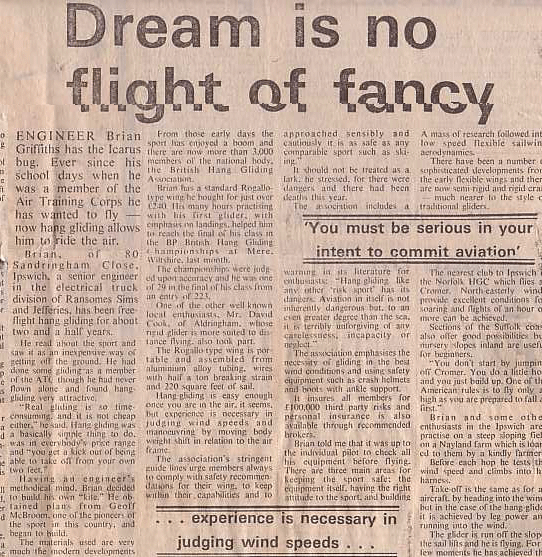 Dream is no
flight of fancy
ENGINEER Brian
Griffiths has the Icarus
bug. Ever since his
school days when he
was a member of the
Air Training Corps he
has wanted to fly —
now hang gliding allows
him to ride the air.
Brian, of 80
Sandringham Close,
Ipswich, a senior engineer
in the electrical truck
division of Ransomes Sims
and Jefferies, has been free-
flight hang gliding for about
two and a half years.
He read about the sport and
saw it as an inexpensive way of
getting off the ground. He had
done some gliding as a member
of the ATC though he never
flown alone and found hang-
gliding very attractive.
"Real gliding is so time-
consuming, and it is not cheap
either," he said. Hang gliding was
a basically simple thing to do,
was in everybody's price range
and "you get a kick out of being
able to take off from your own
two feet."
Having an engineer's
methodical mind, Brian decided
to build his own "kite." He ob-
tained plans from Geoff
McBroom, one of the pioneers of
the sport in this country, and
began to build.
The materials used are very
much the modern developments
From those early days the
sport has enjoyed a boom and
there are now more than 3,000
members of the national body,
the British Hang Gliding
Association.
Brian has a standard Rogallo-
type wing he bought for just over
£240. His many hours practising
with his first glider, with
emphasis on landings, helped him
to reach the final of his class in
the BP British Hang Gliding
Championships at Mere,
Wiltshire, last month.
The championships were judg-
ed upon accuracy and he was one
of 29 in the final of his class from
an entry of 223.
One of the other well known
local enthusiasts, Mr. David
Cook, of Aldringham, whose
rigid glider is more suited to dis-
tance flying, also took part.
The Rogallo-type wing is por-
table and assembled from
aluminium alloy tubing, wires
with half a ton breaking strain
and 220 square feet of sail.
Hang gliding is easy enough
once you are in the air, it seems,
but experience is necessary in
judging wind speeds and
manoeuvring by moving body
weight shift in relation to the air
frame.
The association's stringent
guide lines urge members always
to comply with safety recommen-
dations for their wing, to keep
within their capabilities and to
. . experience is necessary in
judging wind speeds . . .
approached sensibly and
cautiously it is as safe as any
comparable sport such as ski-
ing."
It should not be treated as a
lark, he stressed, for there were
dangers and there had been
deaths this year.
The association includes a
'You must be serious in your
intent to commit aviation'
warning in its literature for
enthusiasts: "Hang gliding, like
any other risk sport has its
dangers. Aviation in itself is not
inherently dangerous but, to an
even greater degree than the sea,
it is terribly unforgiving of any
carelessness, incapacity or
neglect."
The association emphasises the
necessity of gliding in the best
wind conditions and using safety
equipment such as crash helmets
and boots with ankle support.
It insures all members for
£100,000 third party risks and
personal insurance is also
available through recommended
brokers.
Brian told me that it was up to
the individual pilot to check all
his equipment before flying.
There are three main areas for
keeping the sport safe: the
equipment itself, having the right
attitude to the sport, and building
A mass of research followed into
low speed flexible sailwing
aerodynamics.
There have been a number of
sophisticated developments from
the early flexible wings and there
are now semi-rigid and rigid craft
— much nearer to the style of
traditional gliders.
The nearest club to Ipswich is
the Norfolk HGC which flies at
Cromer. North-easterly winds
provide excellent conditions for
soaring and flights of an hour or
more can be achieved.
Sections of the Suffolk coast
also offer good possibilities but
nursery slopes inland are useful
for beginners.
"You don't start by jumping
off Cromer. You do a little hop
and you just build up. One of the
American rules is to fly only as
high as you are prepared to fall at
first."
Brian and some other
enthusiasts in the Ipswich area
practise on a steep sloping field
on a Nayland farm which is loan-
ed to them by a kindly farmer.
Before each hop he tests the
wind speed and climbs into his
harness.
Take-off is the same as for an
aircraft, by heading into the wind
but in the case of the hang-glider
it is achieved by leg power and
running into the wind.
The glider is run off the slope,
the sail lifts and he is flying. For
moments he has achieved